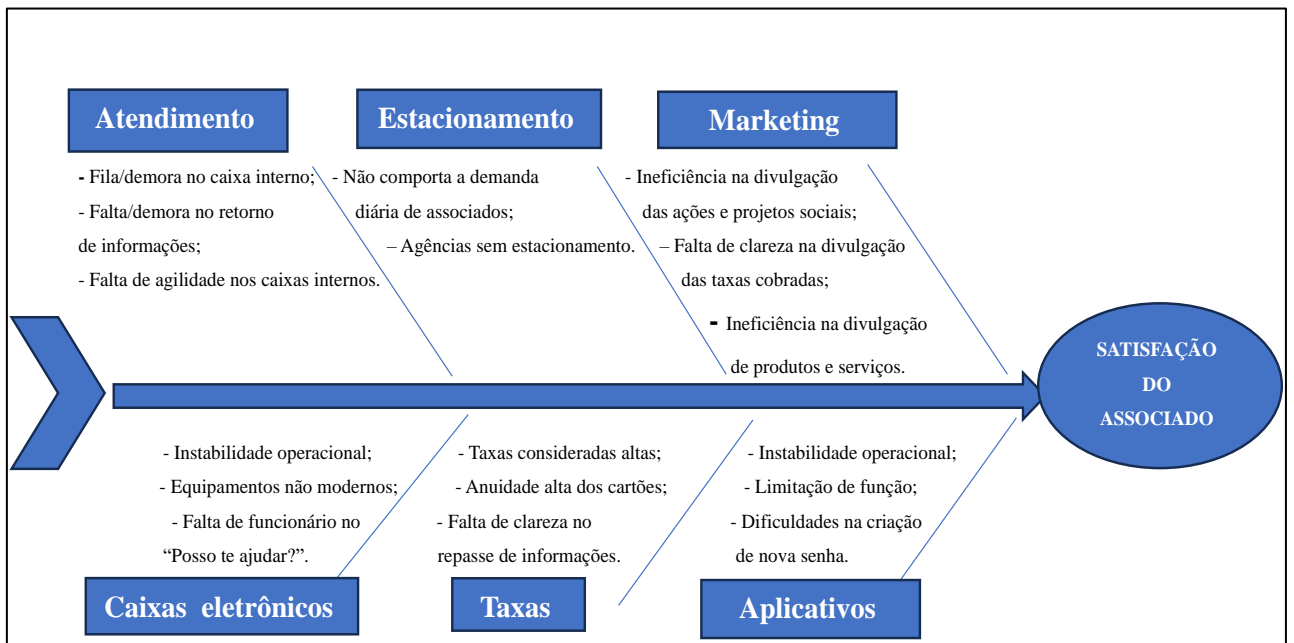 Atendimento
- Fila/demora no caixa interno;
- Falta/demora no retorno
de informações;
- Falta de agilidade nos caixas internos.
Estacionamento
- Não comporta a demanda
diária de associados;
– Agências sem estacionamento.
Marketing
- Ineficiência na divulgação
das ações e projetos sociais;
– Falta de clareza na divulgação
das taxas cobradas;
- Ineficiência na divulgação
de produtos e serviços.
SATISFAÇÃO
DO
ASSOCIADO
- Instabilidade operacional;
- Equipamentos não modernos;
- Falta de funcionário no
“Posso te ajudar?”.
Caixas eletrônicos
- Taxas consideradas altas;
- Anuidade alta dos cartões;
- Falta de clareza no
repasse de informações.
Taxas
- Instabilidade operacional;
- Limitação de função;
- Dificuldades na criação
de nova senha.
Aplicativos